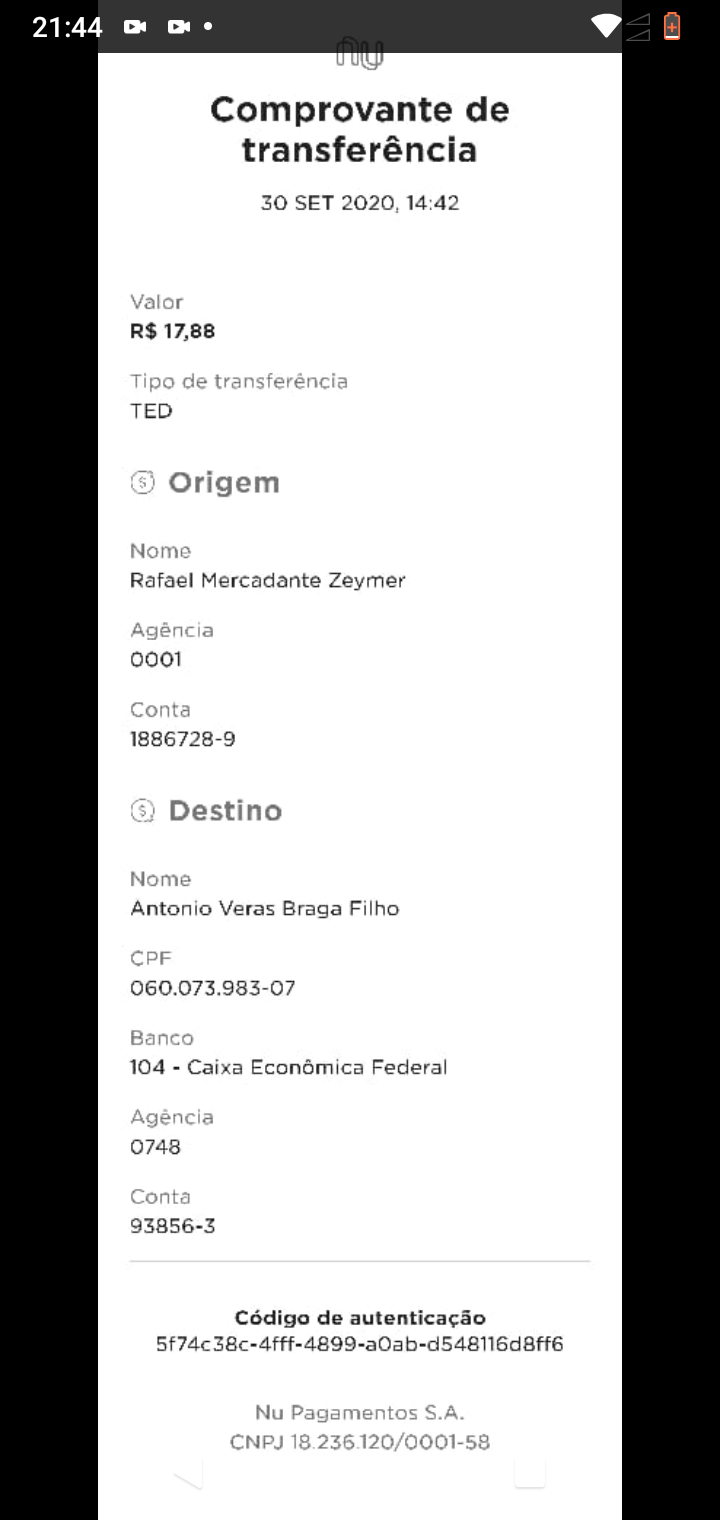 21:44
nu
Comprovante de
transferência
30 SET 2020, 14:42
Valor
R$ 17,88
Tipo de transferência
TED
Origem
Nome
Rafael Mercadante Zeymer
Agência
0001
Conta
1886728-9
Destino
Nome
Antonio Veras Braga Filho
CPF
060.073.983-07
Banco
104 - Caixa Econômica Federal
Agência
0748
Conta
93856-3
Código de autenticação
5f74c38c-4fff-4899-a0ab-d548116d8ff6
Nu Pagamentos S.A.
CNPJ 18.236.120/0001-58